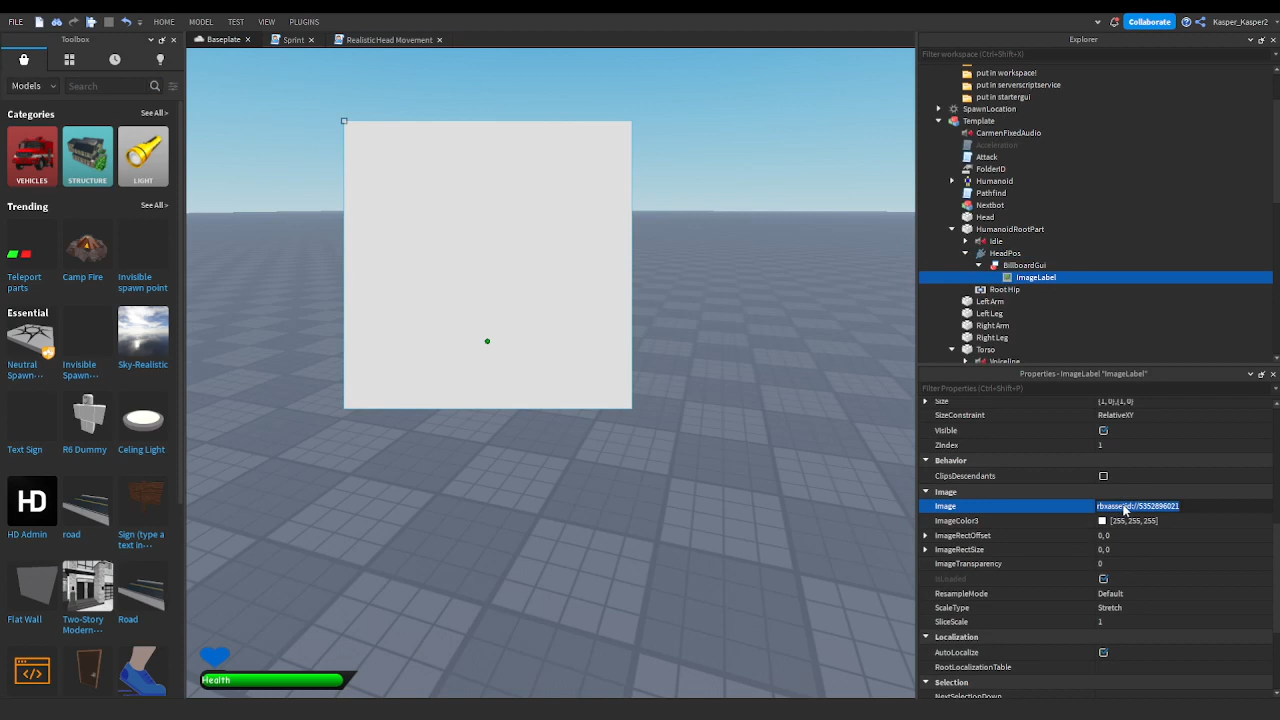 FILE HOME MODEL TEST VIEW PLUGINS Collaborate Kasper_Kasper2
Toolbox
Baseplate Sprint RealisticHead Movement
Explorer
Filter workspace (Ctrl+Shift+X)
Models Search
Categories See All >
VEHICLES STRUCTURE LIGHT
Trending See All >
Teleport parts
Camp Fire
Invisible spawn point
Essential
Neutral Spawn···
Invisible Spawn···
Sky-Realistic
Text Sign
R6 Dummy
Celing Light
HD
road
Sign (type a text in···
Flat Wall
Two-Story Modern···
Road
Health
put in workspace!
put in serverscriptservice
put in startergui
SpawnLocation
Template
CarmenFixedAudio
Acceleration
Attack
FolderID
Humanoid
Pathfind
Nextbot
Head
HumanoidRootPart
Idle
HeadPos
BillboardGui
ImageLabel
Root Hip
Left Arm
Left Leg
Right Arm
Right Leg
Torso
Voiceline
Properties - ImageLabel "ImageLabel"
Filter Properties (Ctrl+Shift+P)
Size {1, 0},{1, 0}
SizeConstraint RelativeXY
Visible
ZIndex 1
Behavior
ClipsDescendants
Image
Image rbxassetid://5352896021
ImageColor3 [255, 255, 255]
ImageRectOffset 0, 0
ImageRectSize 0, 0
ImageTransparency 0
IsLoaded
ResampleMode Default
ScaleType Stretch
SliceScale 1
Localization
AutoLocalize
RootLocalizationTable
Selection
NextSelectionDown